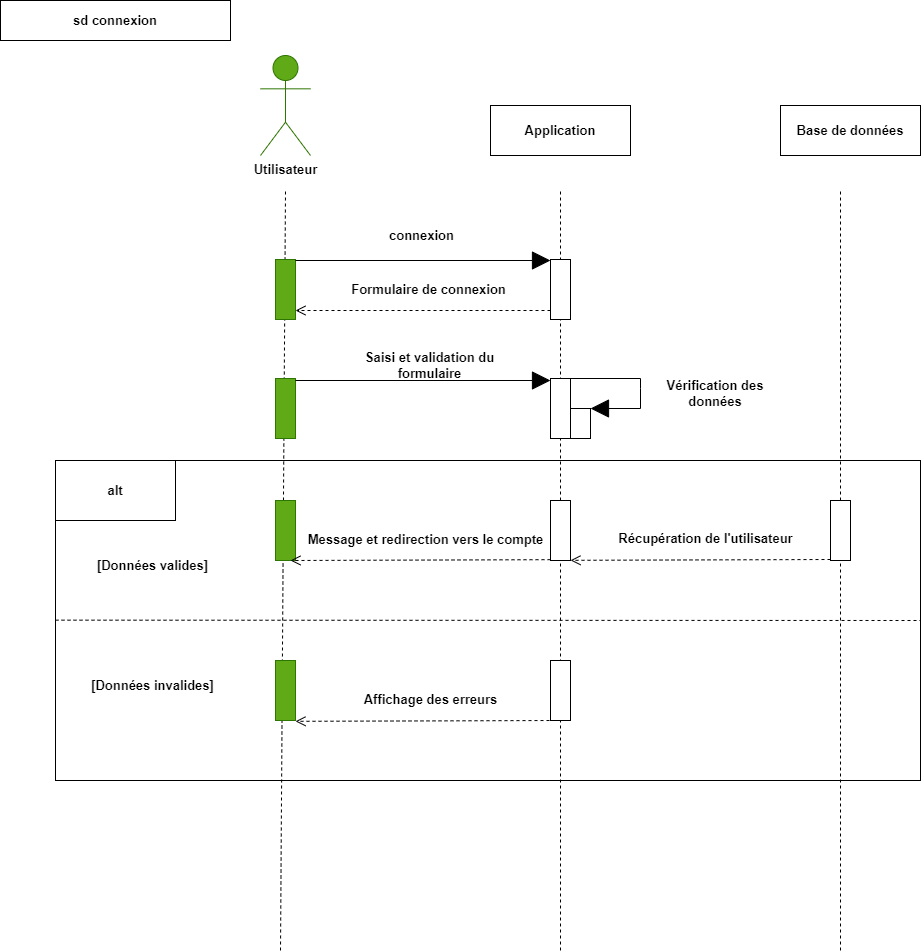 sd connexion
Utilisateur
Application
Base de données
connexion
Formulaire de connexion
Saisi et validation du
formulaire
Vérification des
données
alt
Message et redirection vers le compte
Récupération de l'utilisateur
[Données valides]
[Données invalides]
Affichage des erreurs